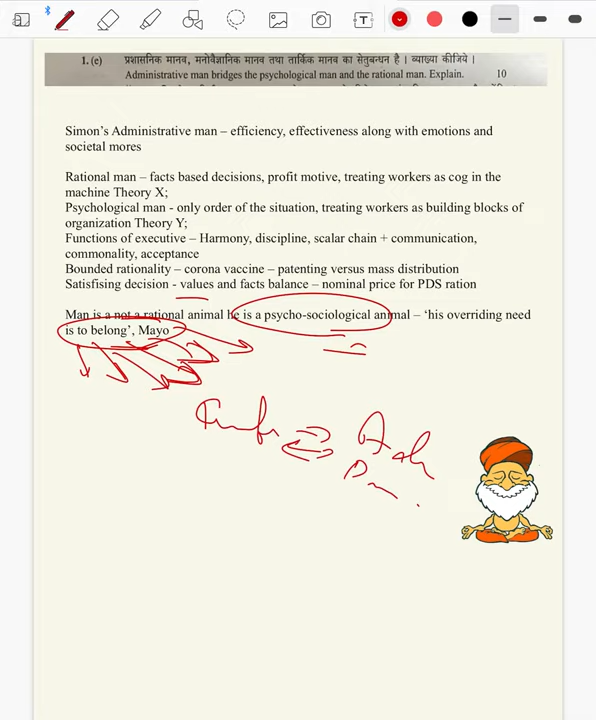 1. (e) प्रशासनिक मानव, मनोवैज्ञानिक मानव तथा तार्किक मानव का सेतुबन्धन है। व्याख्या कीजिये।
Administrative man bridges the psychological man and the rational man. Explain. 10
Simon's Administrative man – efficiency, effectiveness along with emotions and
societal mores
Rational man – facts based decisions, profit motive, treating workers as cog in the
machine Theory X;
Psychological man - only order of the situation, treating workers as building blocks of
organization Theory Y;
Functions of executive – Harmony, discipline, scalar chain + communication,
commonality, acceptance
Bounded rationality – corona vaccine – patenting versus mass distribution
Satisfising decision - values and facts balance – nominal price for PDS ration
Man is a not a rational animal he is a psycho-sociological animal – 'his overriding need
is to belong', Mayo